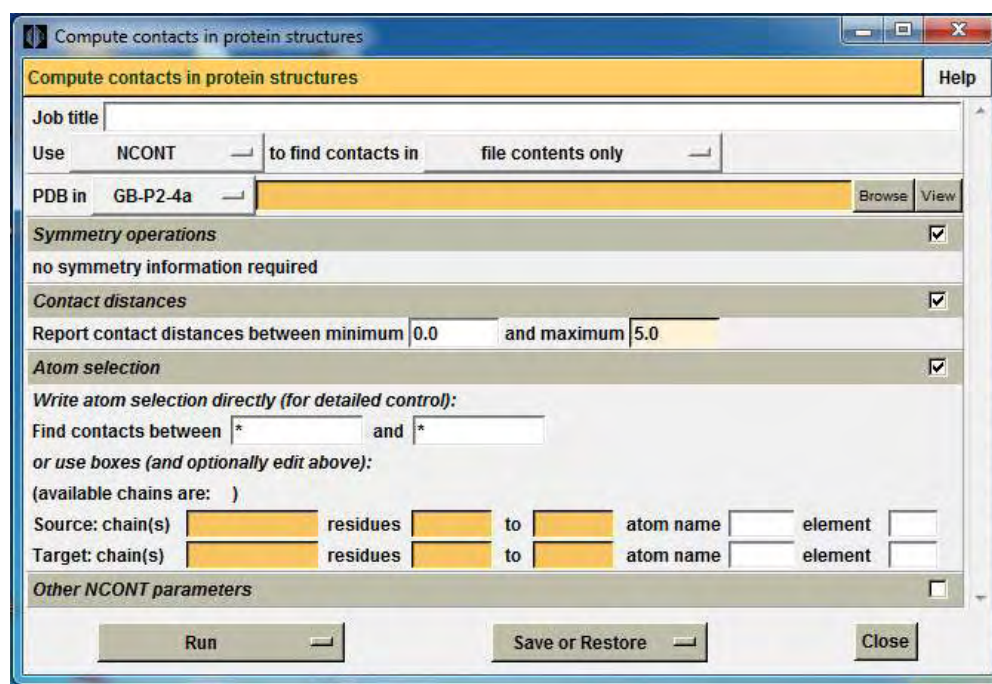 Compute contacts in protein structures
Compute contacts in protein structures Help
Job title
Use NCONT to find contacts in file contents only
PDB in GB-P2-4a Browse View
Symmetry operations
no symmetry information required
Contact distances
Report contact distances between minimum 0.0 and maximum 5.0
Atom selection
Write atom selection directly (for detailed control):
Find contacts between * and *
or use boxes (and optionally edit above):
(available chains are: )
Source: chain(s) residues to atom name element
Target: chain(s) residues to atom name element
Other NCONT parameters
Run Save or Restore Close